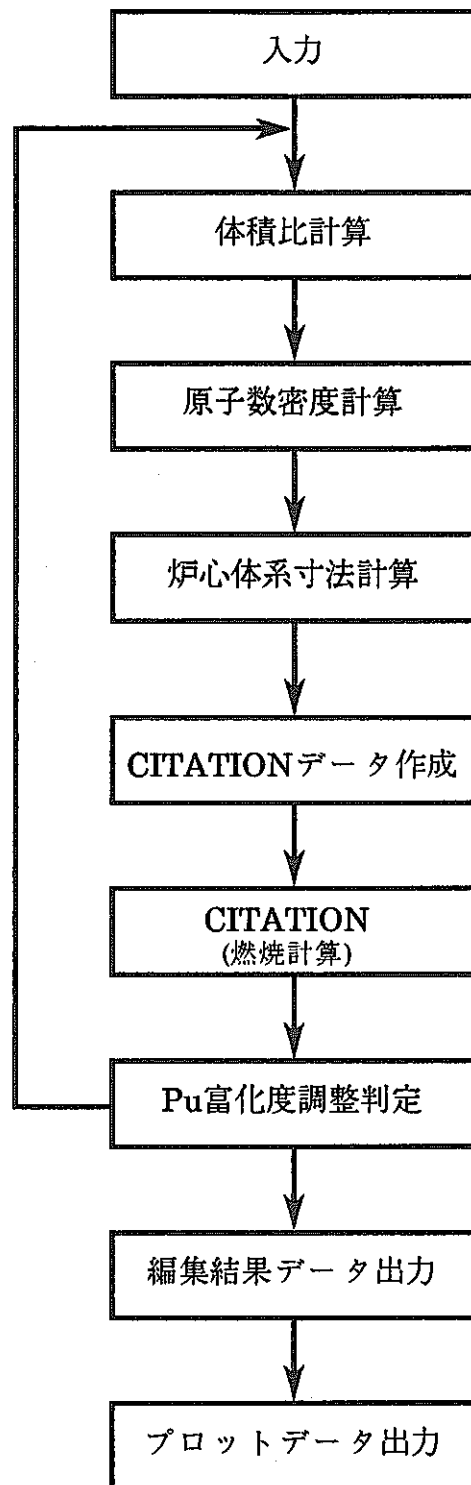 入力
体積比計算
原子数密度計算
炉心体系寸法計算
CITATIONデータ作成
CITATION
(燃焼計算)
Pu富化度調整判定
編集結果データ出力
プロットデータ出力